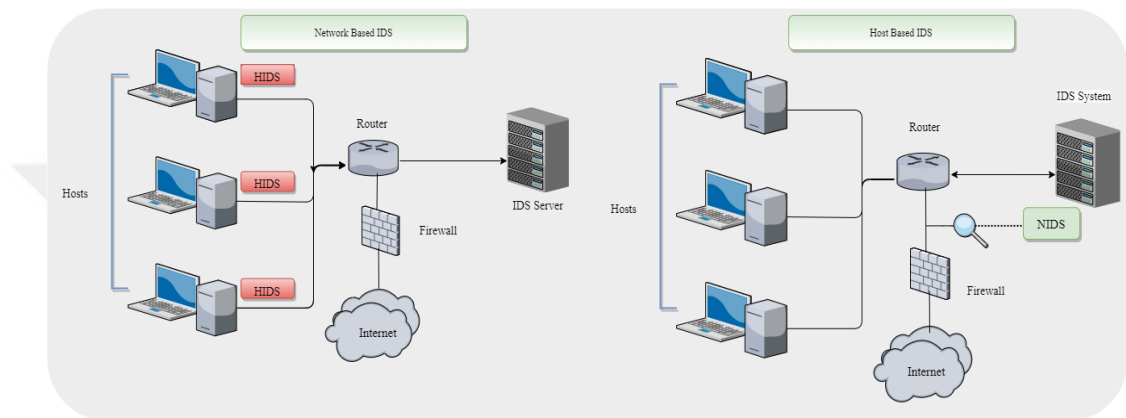 Network Based IDS
HIDS
Router
HIDS
Hosts
IDS Server
Firewall
HIDS
Internet
Host Based IDS
IDS System
Router
Hosts
NIDS
Firewall
Internet